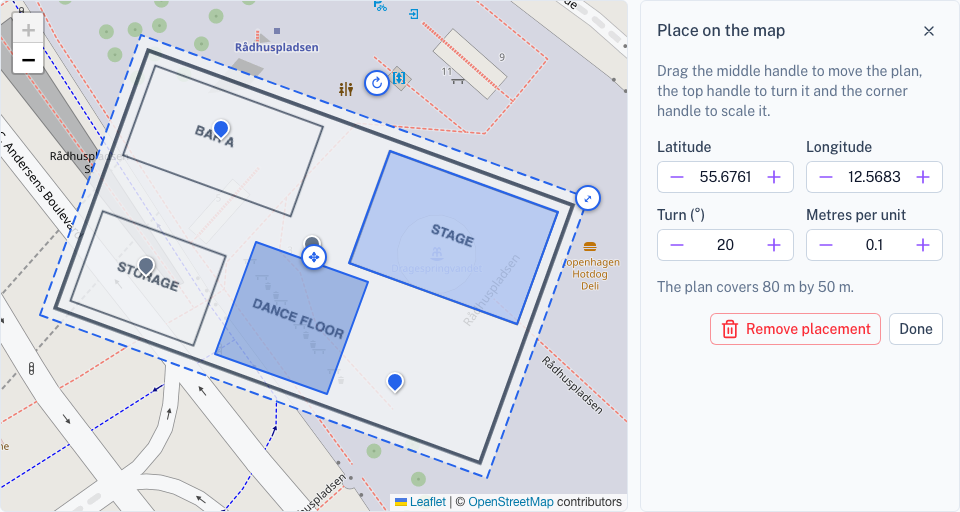 +
−
Rådhuspladsen
11
9
Place on the map
Drag the middle handle to move the plan,
the top handle to turn it and the corner
handle to scale it.
Latitude
Longitude
55.6761
12.5683
Turn (°)
Metres per unit
20
0.1
The plan covers 80 m by 50 m.
Remove placement
Done
STAGE
STORAGE
DANCE FLOOR
Andersens Boulevard
Dragespringvandet
Rådhuspladsen
openhagen
Hotdog
Deli
Rådhuspladsen
Leaflet | © OpenStreetMap contributors